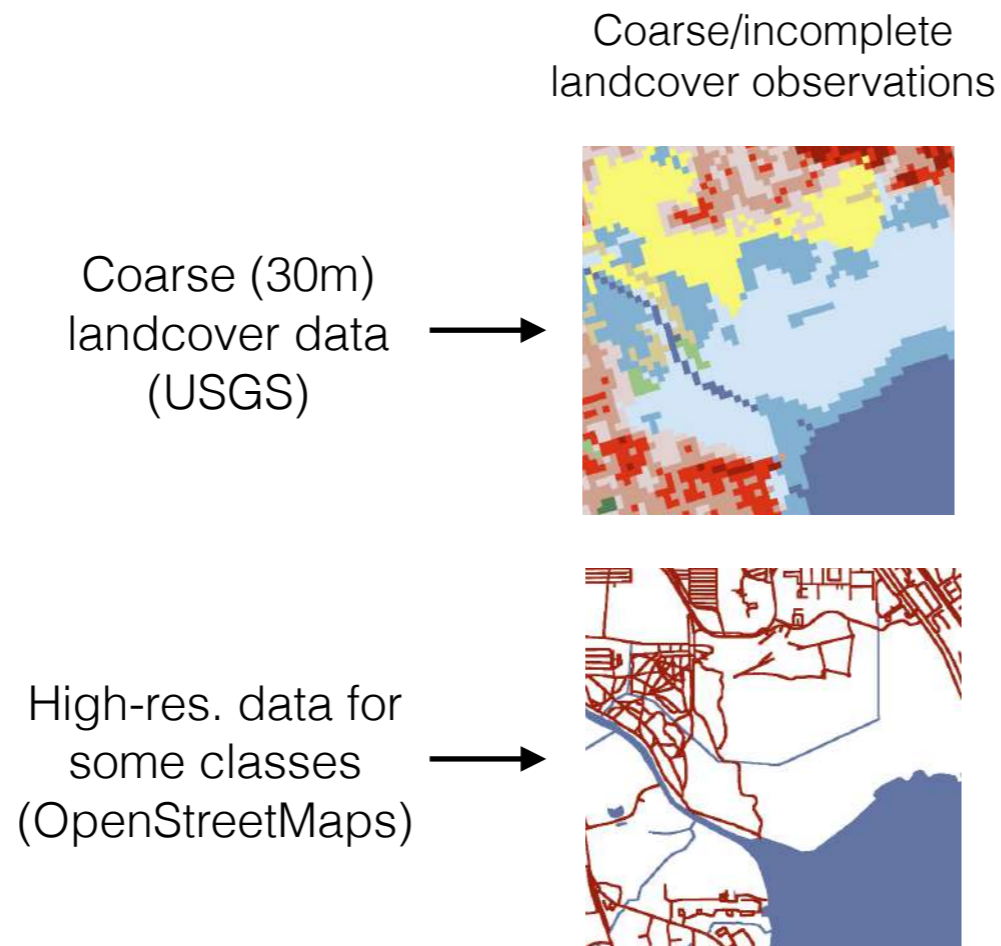 Coarse/incomplete
landcover observations
Coarse (30m)
landcover data
(USGS)
High-res. data for
some classes
(OpenStreetMaps)